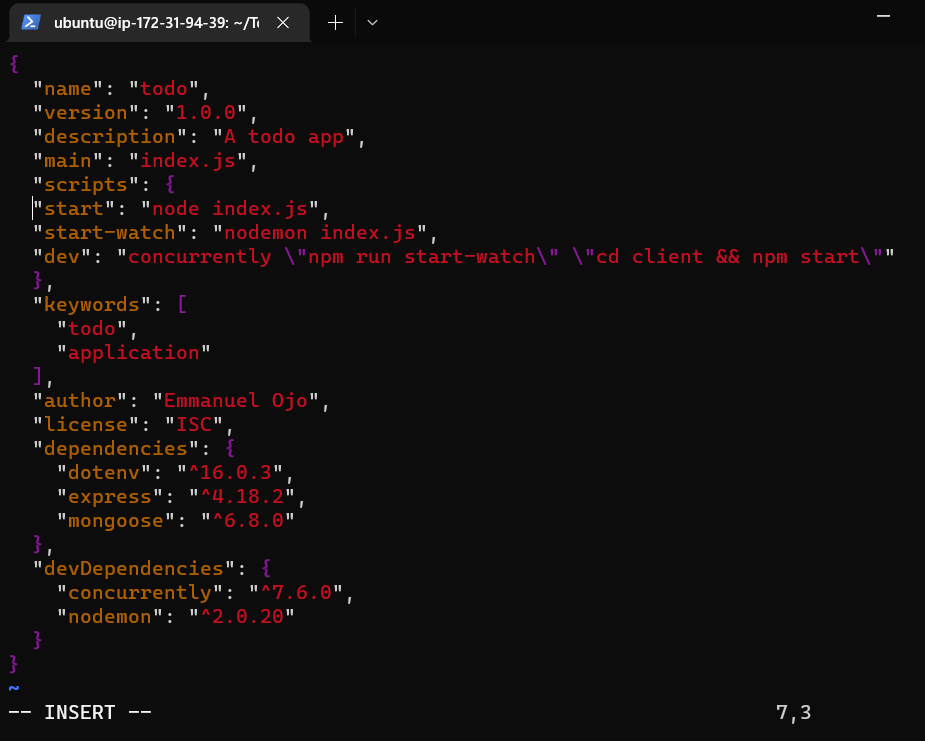 ubuntu@ip-172-31-94-39: ~/To
{
  "name": "todo",
  "version": "1.0.0",
  "description": "A todo app",
  "main": "index.js",
  "scripts": {
  "start": "node index.js",
  "start-watch": "nodemon index.js",
  "dev": "concurrently \"npm run start-watch\" \"cd client && npm start\""
  },
  "keywords": [
    "todo",
    "application"
  ],
  "author": "Emmanuel Ojo",
  "license": "ISC",
  "dependencies": {
    "dotenv": "^16.0.3",
    "express": "^4.18.2",
    "mongoose": "^6.8.0"
  },
  "devDependencies": {
    "concurrently": "^7.6.0",
    "nodemon": "^2.0.20"
  }
}
~
-- INSERT -- 7,3